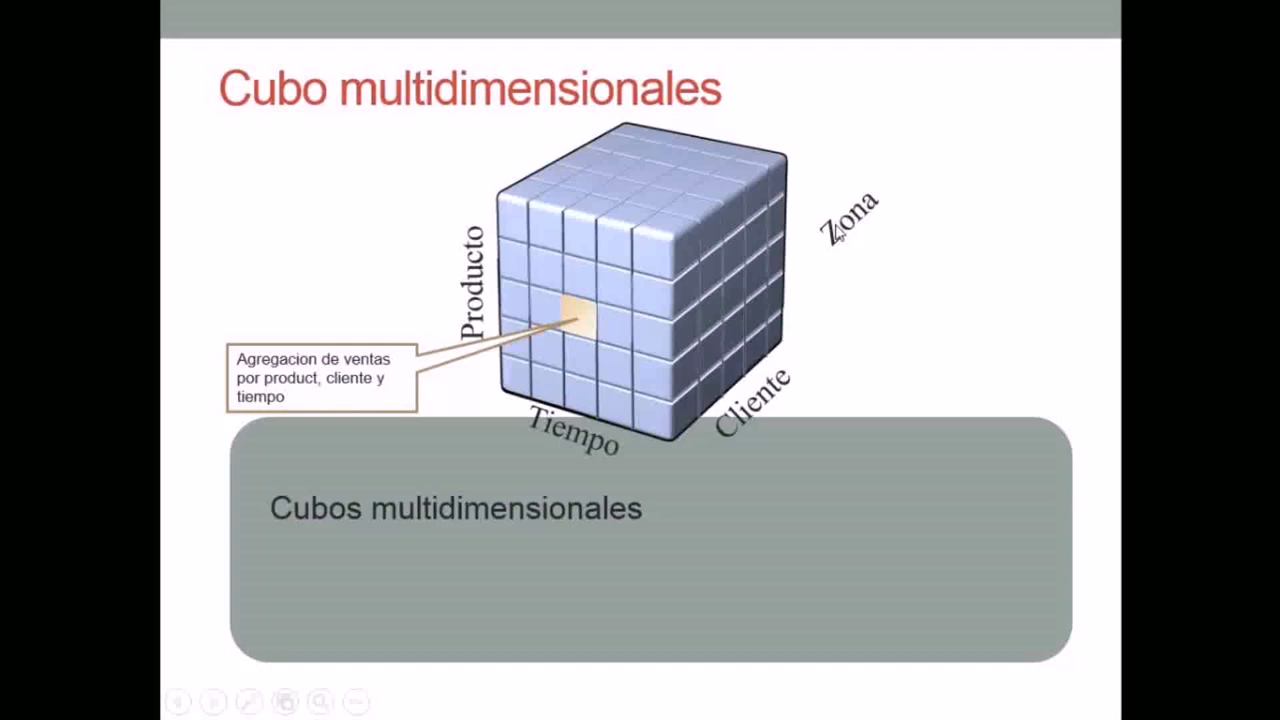 Cubo multidimensionales
Zona
Producto
Agregacion de ventas
por product, cliente y
tiempo
Tiempo
Cliente
Cubos multidimensionales